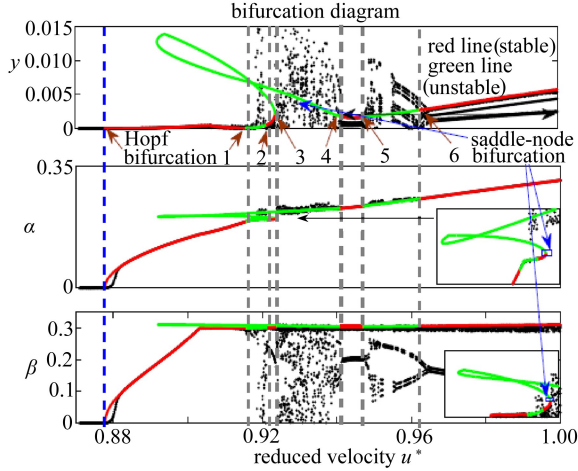 bifurcation diagram
0.015
y
0.010
0.005
0
red line(stable)
green line
(unstable)
Hopf
bifurcation 1 2 3 4 5 6
saddle-node
bifurcation
0.35
α
0
0.3
β
0.2
0.1
0
0.88 0.92 0.96 1.00
reduced velocity u*